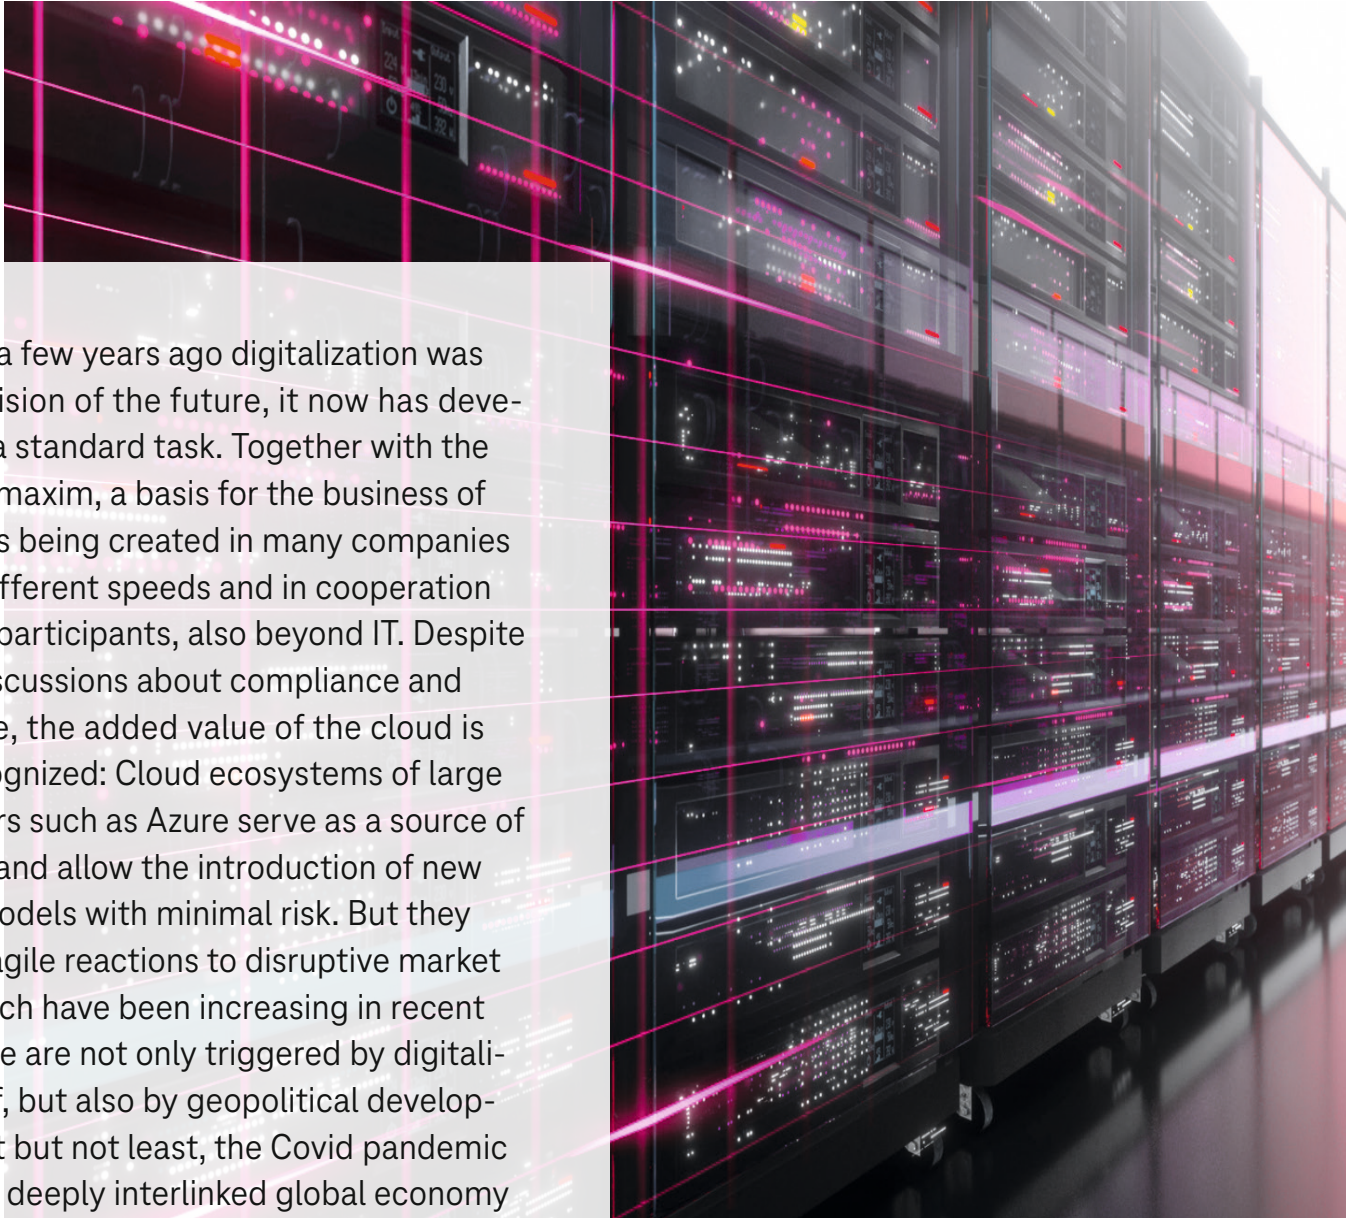 a few years ago digitalization was
ision of the future, it now has deve-
a standard task. Together with the
maxim, a basis for the business of
s being created in many companies
fferent speeds and in cooperation
participants, also beyond IT. Despite
scussions about compliance and
e, the added value of the cloud is
ognized: Cloud ecosystems of large
rs such as Azure serve as a source of
and allow the introduction of new
odels with minimal risk. But they
agile reactions to disruptive market
ch have been increasing in recent
e are not only triggered by digitali-
f, but also by geopolitical develop-
t but not least, the Covid pandemic
deeply interlinked global economy